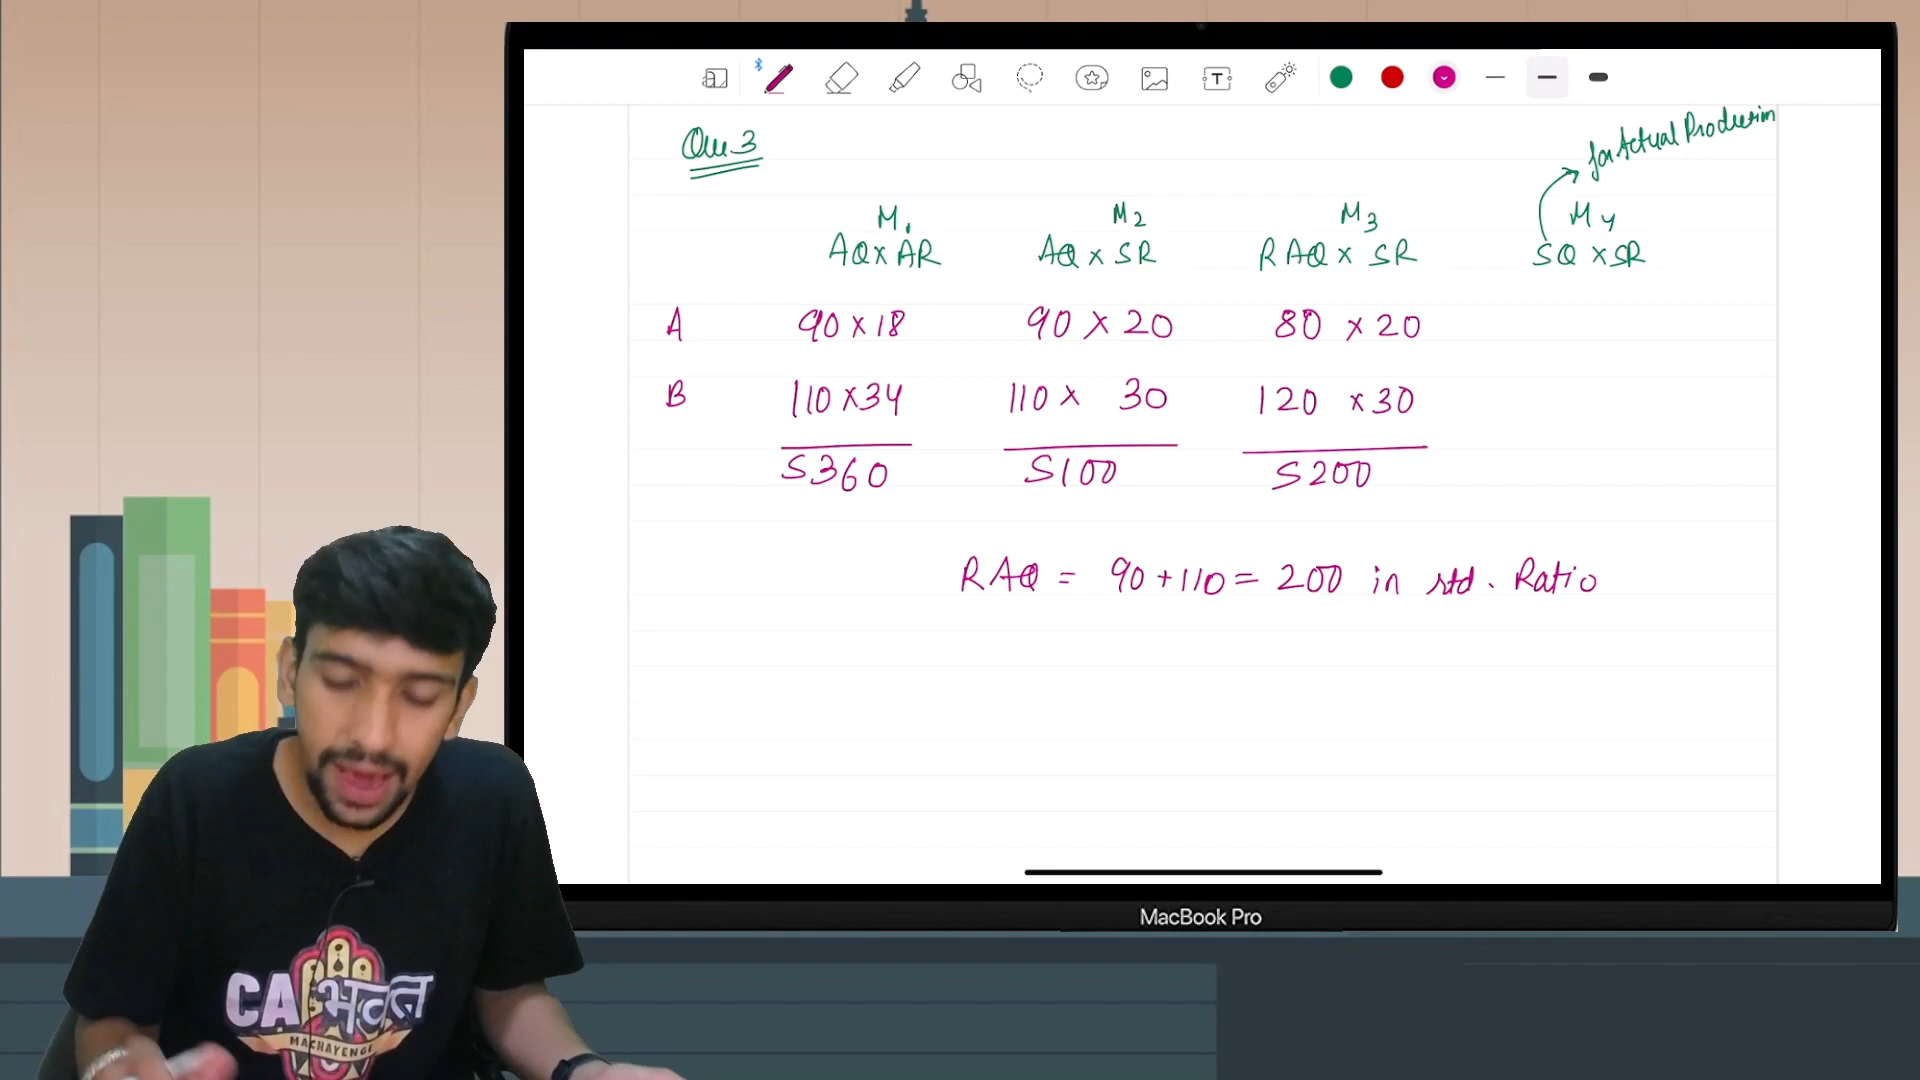 Que 3
for Actual Production
M1 M2 M3 M4
AQ x AR AQ x SR RAQ x SR SQ x SR
A 90 x 18 90 x 20 80 x 20
B 110 x 34 110 x 30 120 x 30
5360 5100 5200
RAQ = 90 + 110 = 200 in std. Ratio
MacBook Pro
CA भक्त
MACHAYENGE